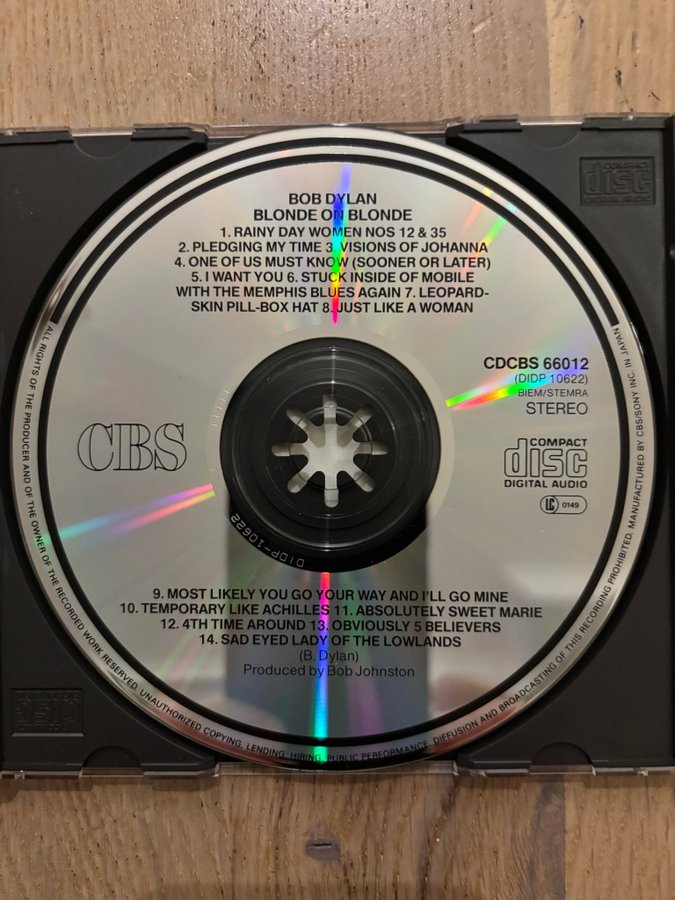 BOB DYLAN
BLONDE ON BLONDE
1. RAINY DAY WOMEN NOS 12 & 35
2. PLEDGING MY TIME 3. VISIONS OF JOHANNA
4. ONE OF US MUST KNOW (SOONER OR LATER)
5. I WANT YOU 6. STUCK INSIDE OF MOBILE
WITH THE MEMPHIS BLUES AGAIN 7. LEOPARD-
SKIN PILL-BOX HAT 8. JUST LIKE A WOMAN
CDCBS 66012
(DIDP 10622)
BIEM/STEMRA
STEREO
CBS
COMPACT
disc
DIGITAL AUDIO
LC 0149
DIDP-10622
9. MOST LIKELY YOU GO YOUR WAY AND I'LL GO MINE
10. TEMPORARY LIKE ACHILLES 11. ABSOLUTELY SWEET MARIE
12. 4TH TIME AROUND 13. OBVIOUSLY 5 BELIEVERS
14. SAD EYED LADY OF THE LOWLANDS
(B. Dylan)
Produced by Bob Johnston
ALL RIGHTS OF THE PRODUCER AND OF THE OWNER OF THE RECORDED WORK RESERVED. UNAUTHORIZED COPYING, LENDING, HIRING, PUBLIC PERFORMANCE, DIFFUSION AND BROADCASTING OF THIS RECORDING PROHIBITED. MANUFACTURED BY CBS/SONY INC. IN JAPAN
COMPACT
disc
DIGITAL AUDIO